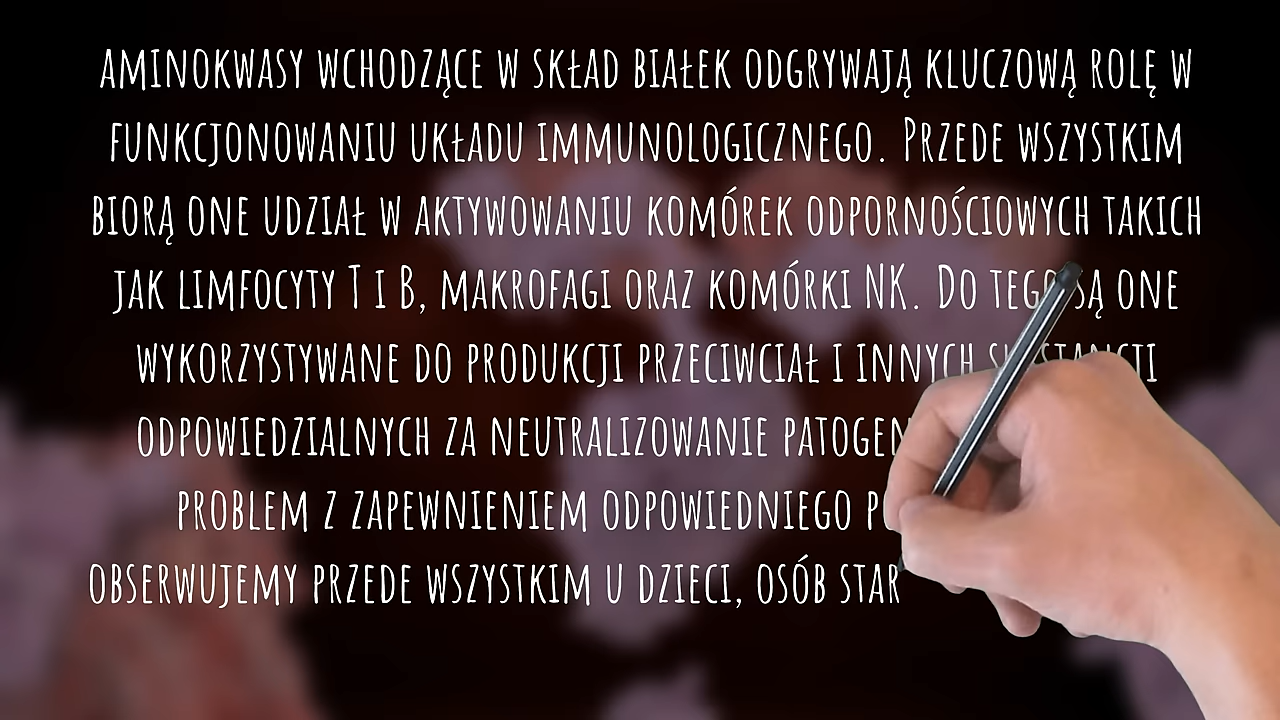 aminokwasy wchodzące w skład białek odgrywają kluczową rolę w
funkcjonowaniu układu immunologicznego. Przede wszystkim
biorą one udział w aktywowaniu komórek odpornościowych takich
jak limfocyty T i B, makrofagi oraz komórki NK. Do tego są one
wykorzystywane do produkcji przeciwciał i innych substancji
odpowiedzialnych za neutralizowanie
problem z zapewnieniem odpowiedniego
obserwujemy przede wszystkim u dzieci, osób star